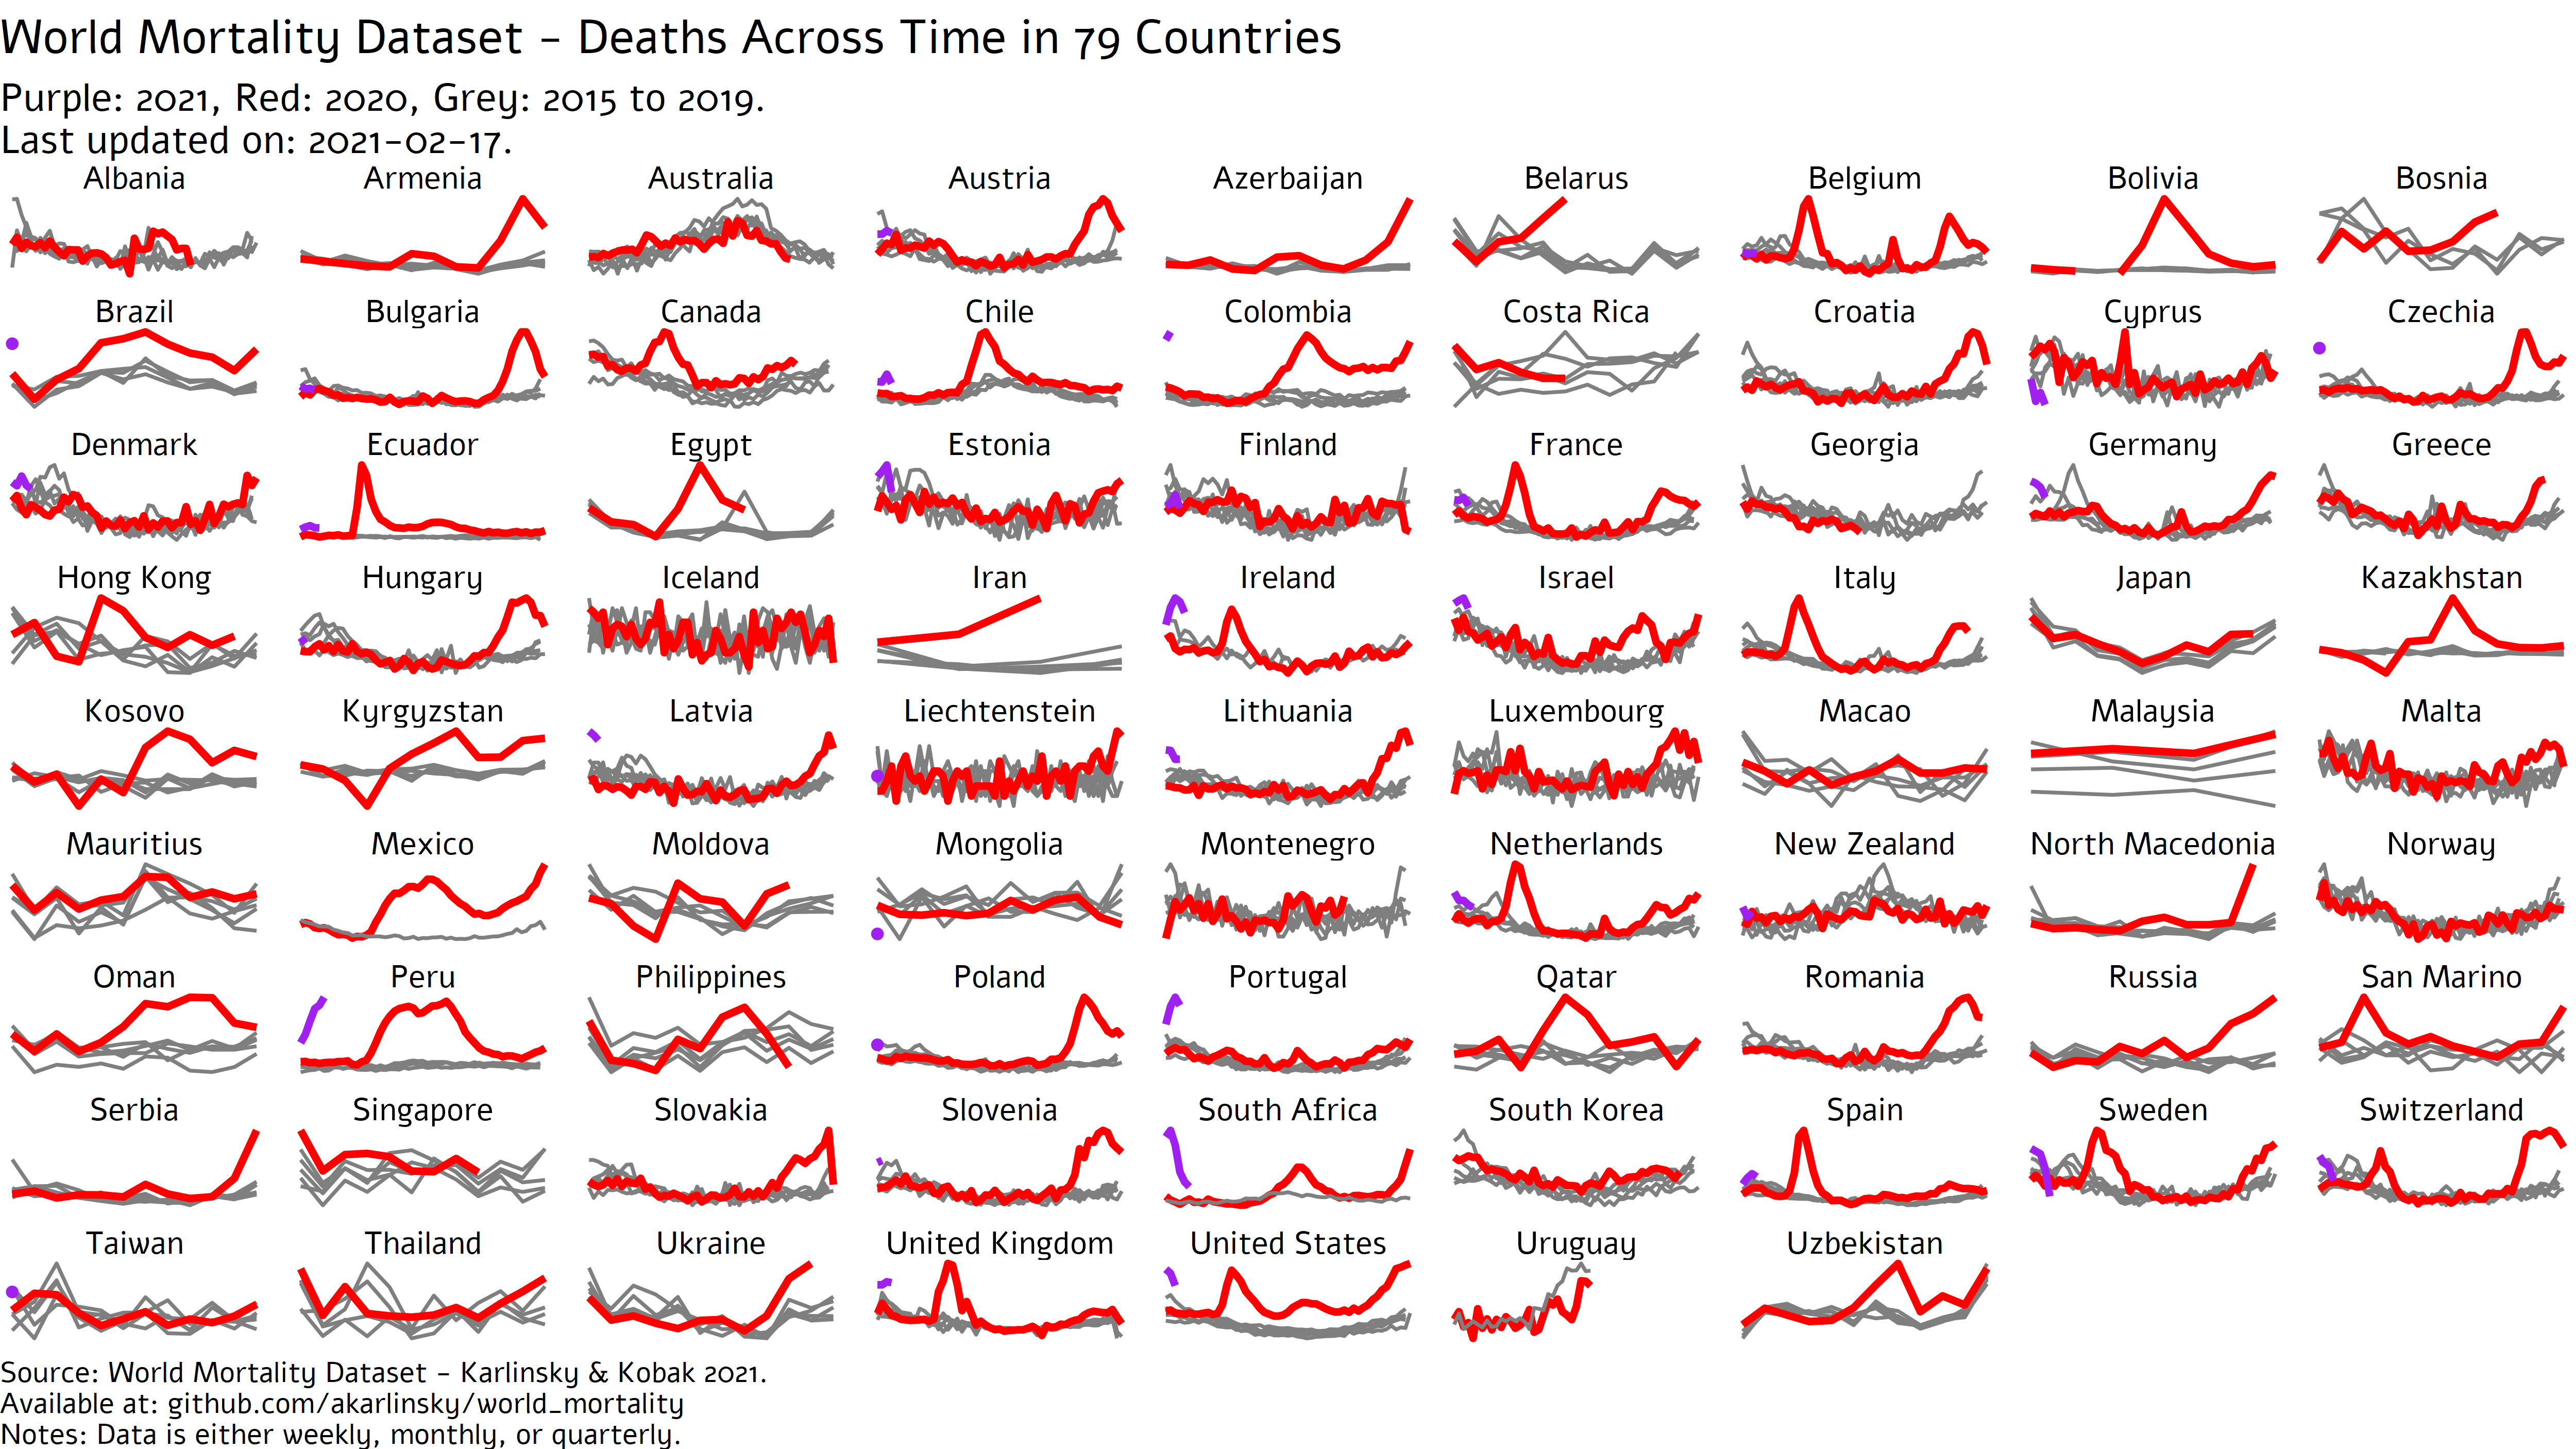 World Mortality Dataset - Deaths Across Time in 79 Countries
Purple: 2021, Red: 2020, Grey: 2015 to 2019.
Last updated on: 2021-02-17.
Albania Armenia Australia Austria Azerbaijan Belarus Belgium Bolivia Bosnia
Brazil Bulgaria Canada Chile Colombia Costa Rica Croatia Cyprus Czechia
Denmark Ecuador Egypt Estonia Finland France Georgia Germany Greece
Hong Kong Hungary Iceland Iran Ireland Israel Italy Japan Kazakhstan
Kosovo Kyrgyzstan Latvia Liechtenstein Lithuania Luxembourg Macao Malaysia Malta
Mauritius Mexico Moldova Mongolia Montenegro Netherlands New Zealand North Macedonia Norway
Oman Peru Philippines Poland Portugal Qatar Romania Russia San Marino
Serbia Singapore Slovakia Slovenia South Africa South Korea Spain Sweden Switzerland
Taiwan Thailand Ukraine United Kingdom United States Uruguay Uzbekistan
Source: World Mortality Dataset - Karlinsky & Kobak 2021.
Available at: github.com/akarlinsky/world_mortality
Notes: Data is either weekly, monthly, or quarterly.